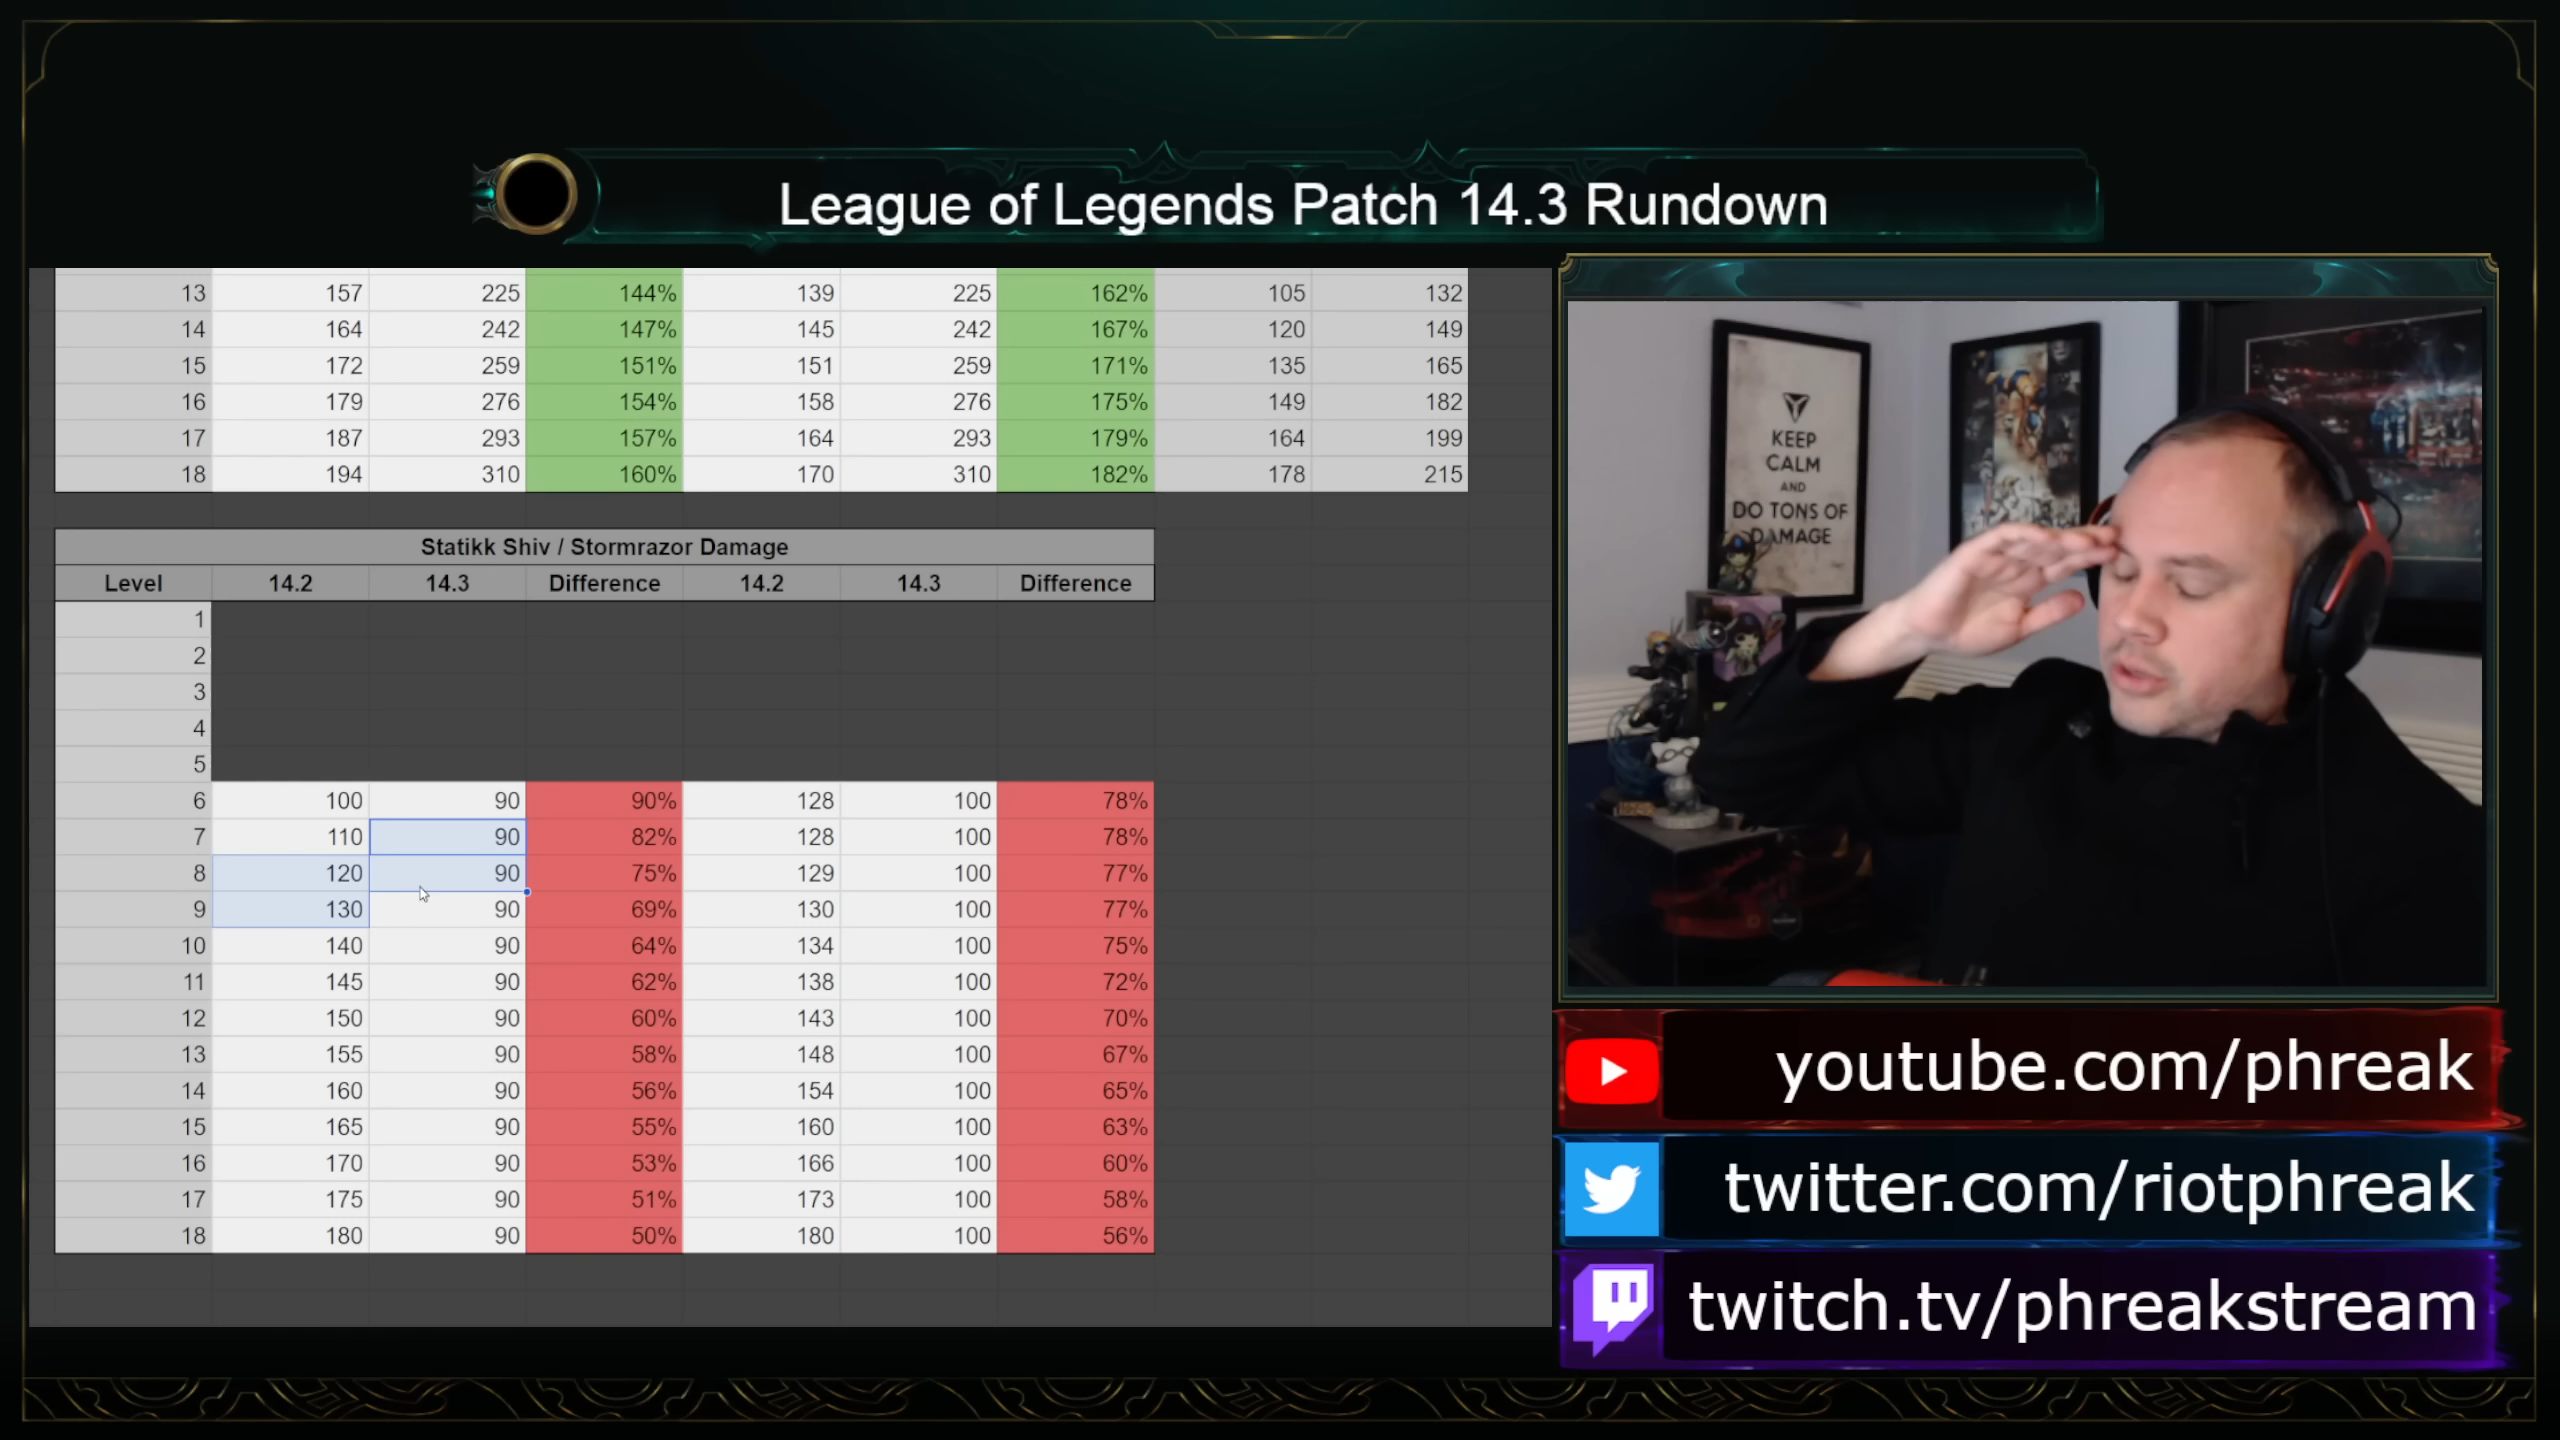 League of Legends Patch 14.3 Rundown
13 157 225 144% 139 225 162% 105 132
14 164 242 147% 145 242 167% 120 149
15 172 259 151% 151 259 171% 135 165
16 179 276 154% 158 276 175% 149 182
17 187 293 157% 164 293 179% 164 199
18 194 310 160% 170 310 182% 178 215
Statikk Shiv / Stormrazor Damage
Level 14.2 14.3 Difference 14.2 14.3 Difference
1
2
3
4
5
6 100 90 90% 128 100 78%
7 110 90 82% 128 100 78%
8 120 90 75% 129 100 77%
9 130 90 69% 130 100 77%
10 140 90 64% 134 100 75%
11 145 90 62% 138 100 72%
12 150 90 60% 143 100 70%
13 155 90 58% 148 100 67%
14 160 90 56% 154 100 65%
15 165 90 55% 160 100 63%
16 170 90 53% 166 100 60%
17 175 90 51% 173 100 58%
18 180 90 50% 180 100 56%
KEEP
CALM
AND
DO TONS OF
DAMAGE
youtube.com/phreak
twitter.com/riotphreak
twitch.tv/phreakstream